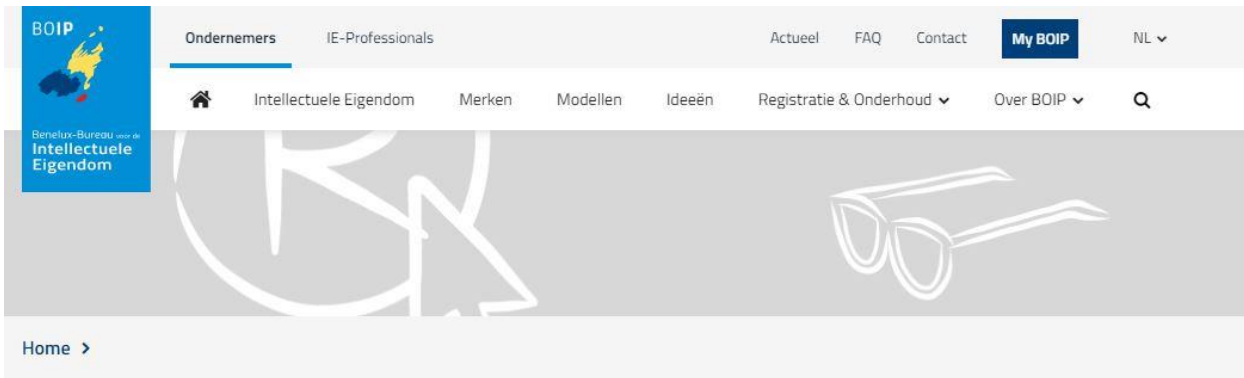 BOIP
Ondernemers IE-Professionals Actueel FAQ Contact My BOIP NL
Intellectuele Eigendom Merken Modellen Ideeën Registratie & Onderhoud Over BOIP
Benelux-Bureau voor de
Intellectuele
Eigendom
R
Home >